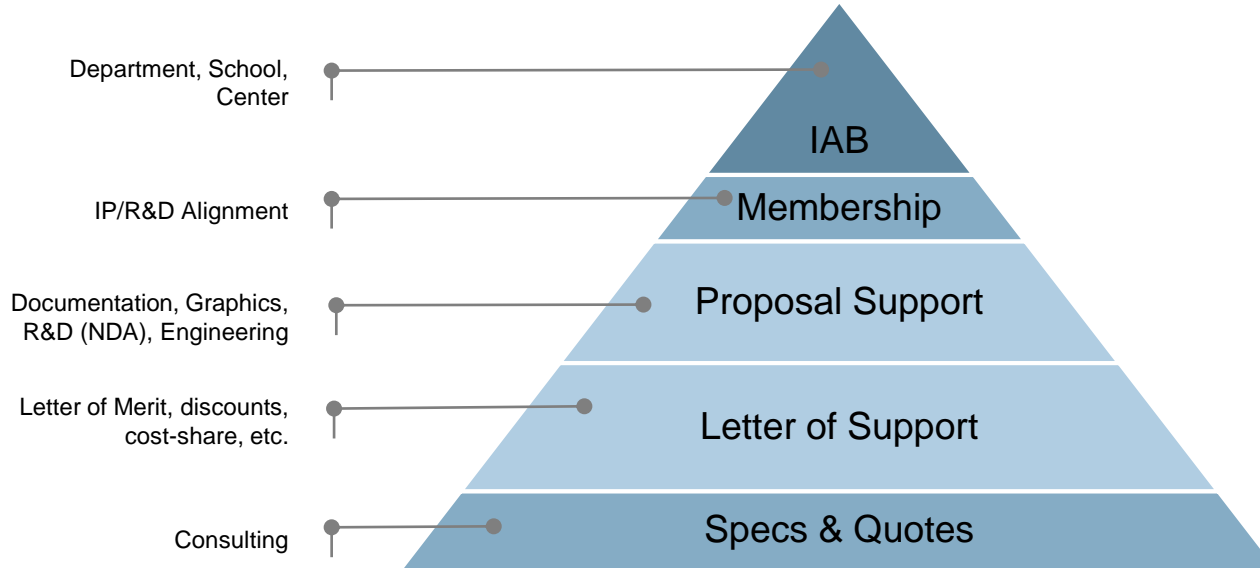 Department, School,
Center
IAB
IP/R&D Alignment
Membership
Documentation, Graphics,
R&D (NDA), Engineering
Proposal Support
Letter of Merit, discounts,
cost-share, etc.
Letter of Support
Consulting
Specs & Quotes